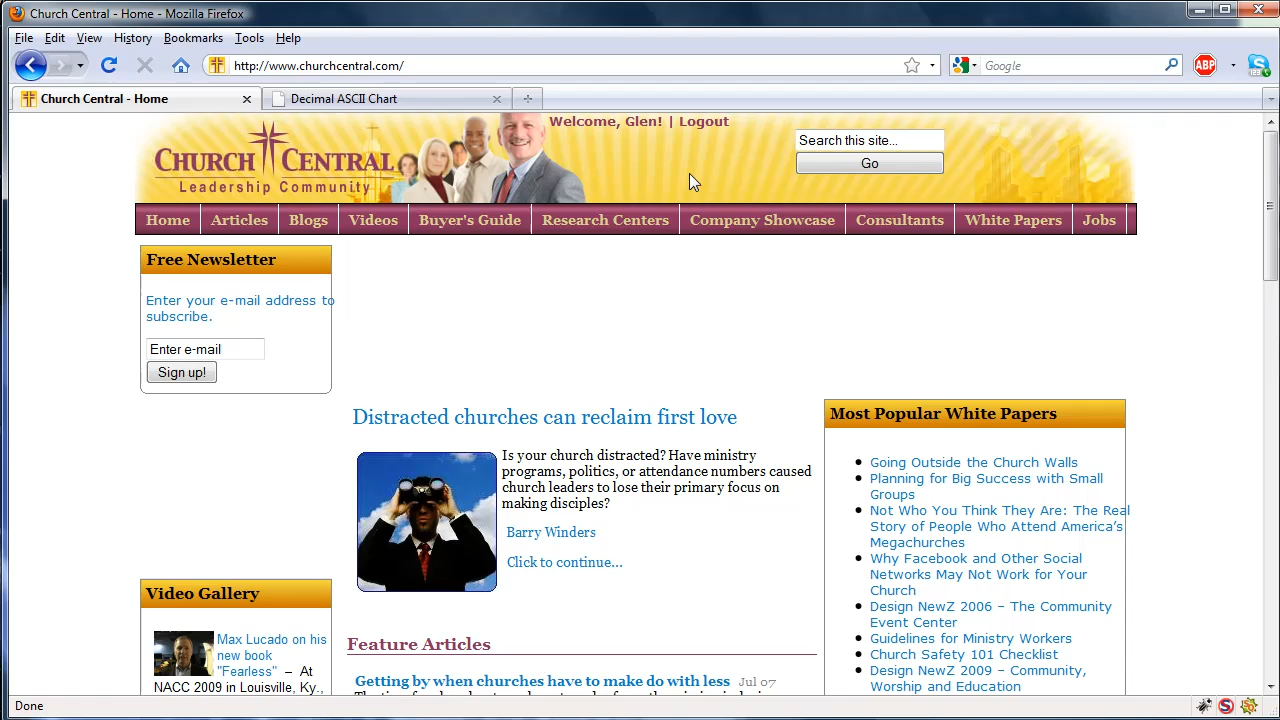 Church Central - Home - Mozilla Firefox
File Edit View History Bookmarks Tools Help
http://www.churchcentral.com/
Google
ABP
Church Central - Home
Decimal ASCII Chart
CHURCH CENTRAL
Leadership Community
Welcome, Glen! | Logout
Search this site...
Go
Home Articles Blogs Videos Buyer's Guide Research Centers Company Showcase Consultants White Papers Jobs
Free Newsletter
Enter your e-mail address to
subscribe.
Enter e-mail
Sign up!
Distracted churches can reclaim first love
Is your church distracted? Have ministry
programs, politics, or attendance numbers caused
church leaders to lose their primary focus on
making disciples?
Barry Winders
Click to continue...
Most Popular White Papers
Going Outside the Church Walls
Planning for Big Success with Small
Groups
Not Who You Think They Are: The Real
Story of People Who Attend America's
Megachurches
Why Facebook and Other Social
Networks May Not Work for Your
Church
Design NewZ 2006 – The Community
Event Center
Guidelines for Ministry Workers
Church Safety 101 Checklist
Design NewZ 2009 – Community,
Worship and Education
Video Gallery
Max Lucado on his
new book
"Fearless" – At
NACC 2009 in Louisville, Ky.,
Feature Articles
Getting by when churches have to make do with less Jul 07
Done